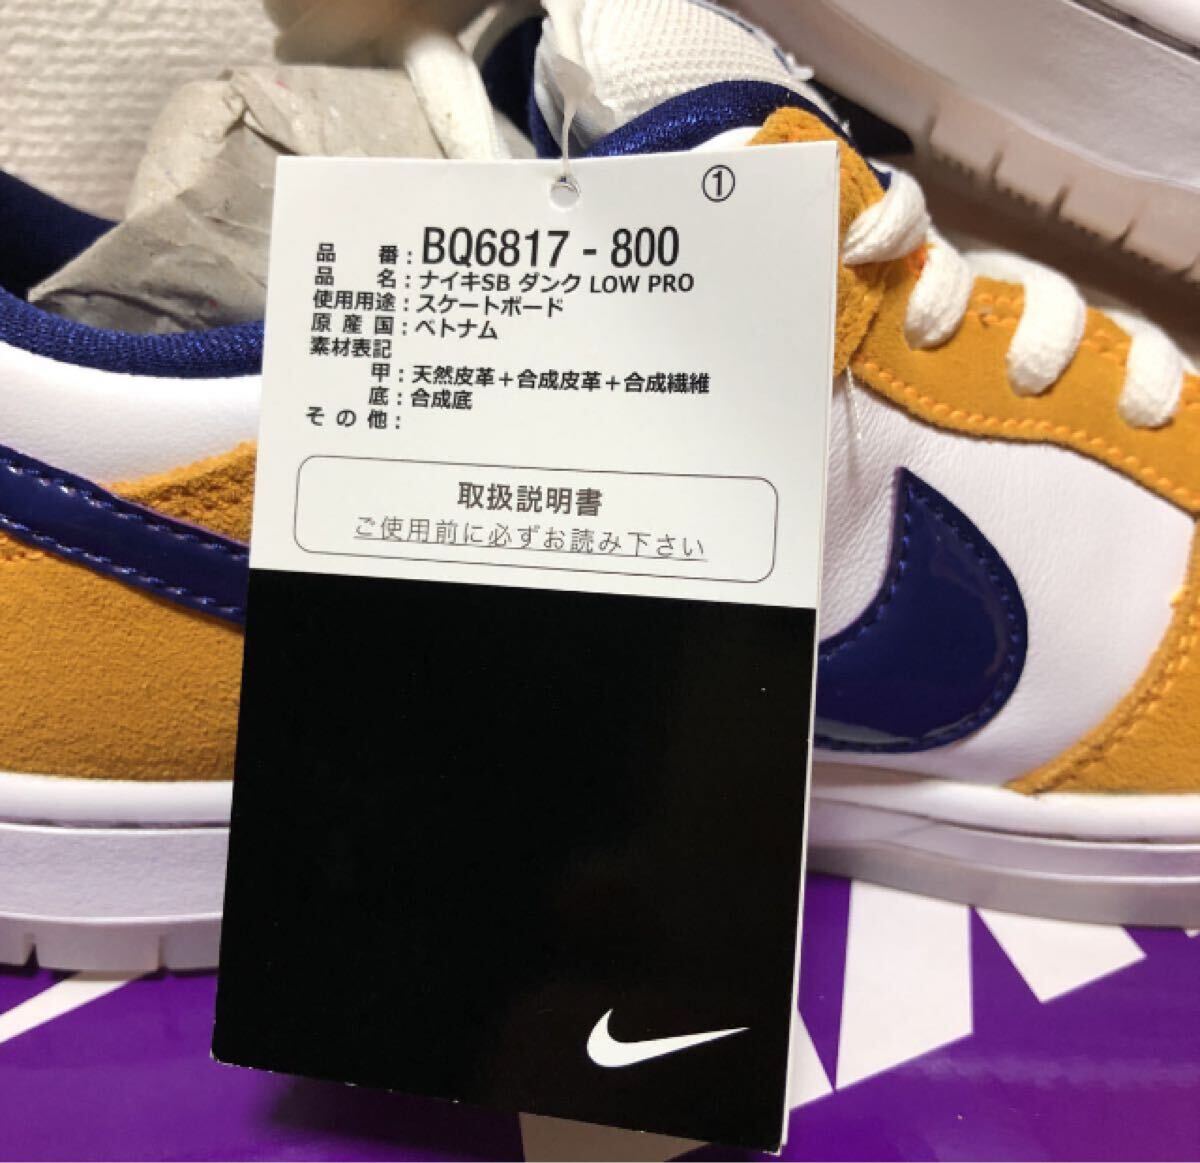 ①
品番：BQ6817-800
品名：ナイキSB ダンク LOW PRO
使用用途：スケートボード
原産国：ベトナム
素材表記
甲：天然皮革＋合成皮革＋合成繊維
底：合成底
その他：
取扱説明書
ご使用前に必ずお読み下さい